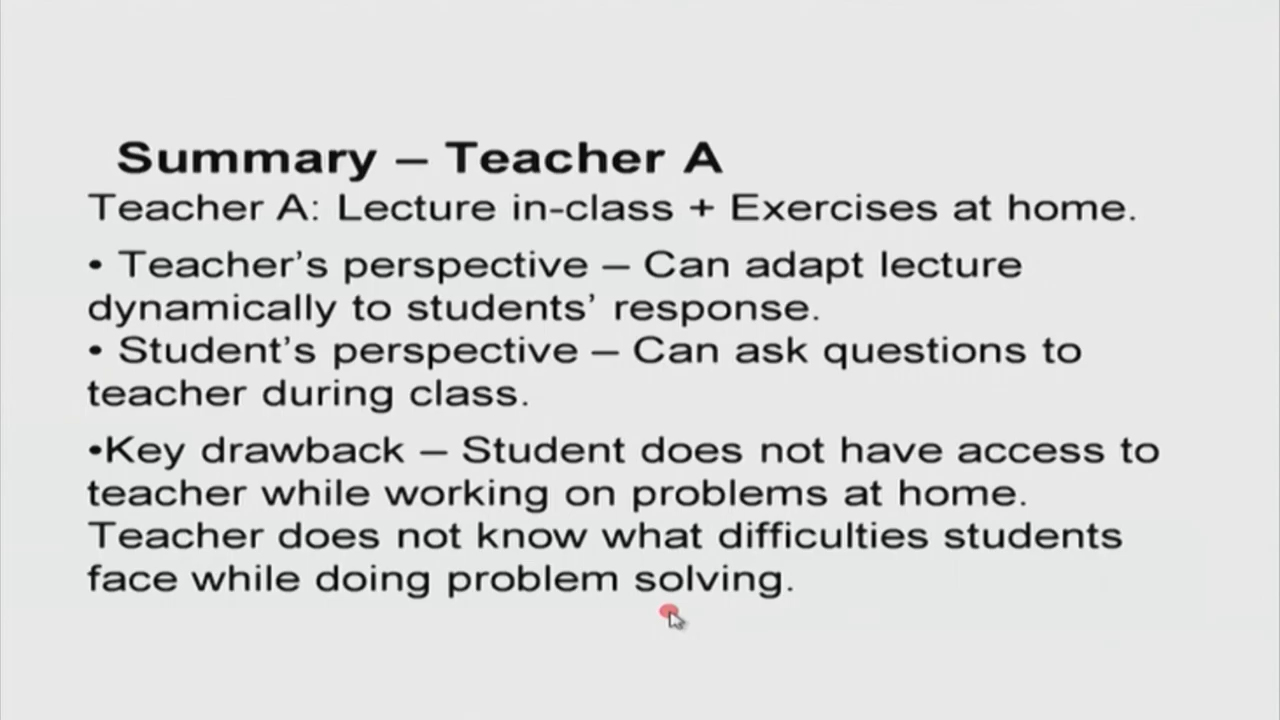 Summary – Teacher A
Teacher A: Lecture in-class + Exercises at home.
• Teacher’s perspective – Can adapt lecture
dynamically to students’ response.
• Student’s perspective – Can ask questions to
teacher during class.
•Key drawback – Student does not have access to
teacher while working on problems at home.
Teacher does not know what difficulties students
face while doing problem solving.